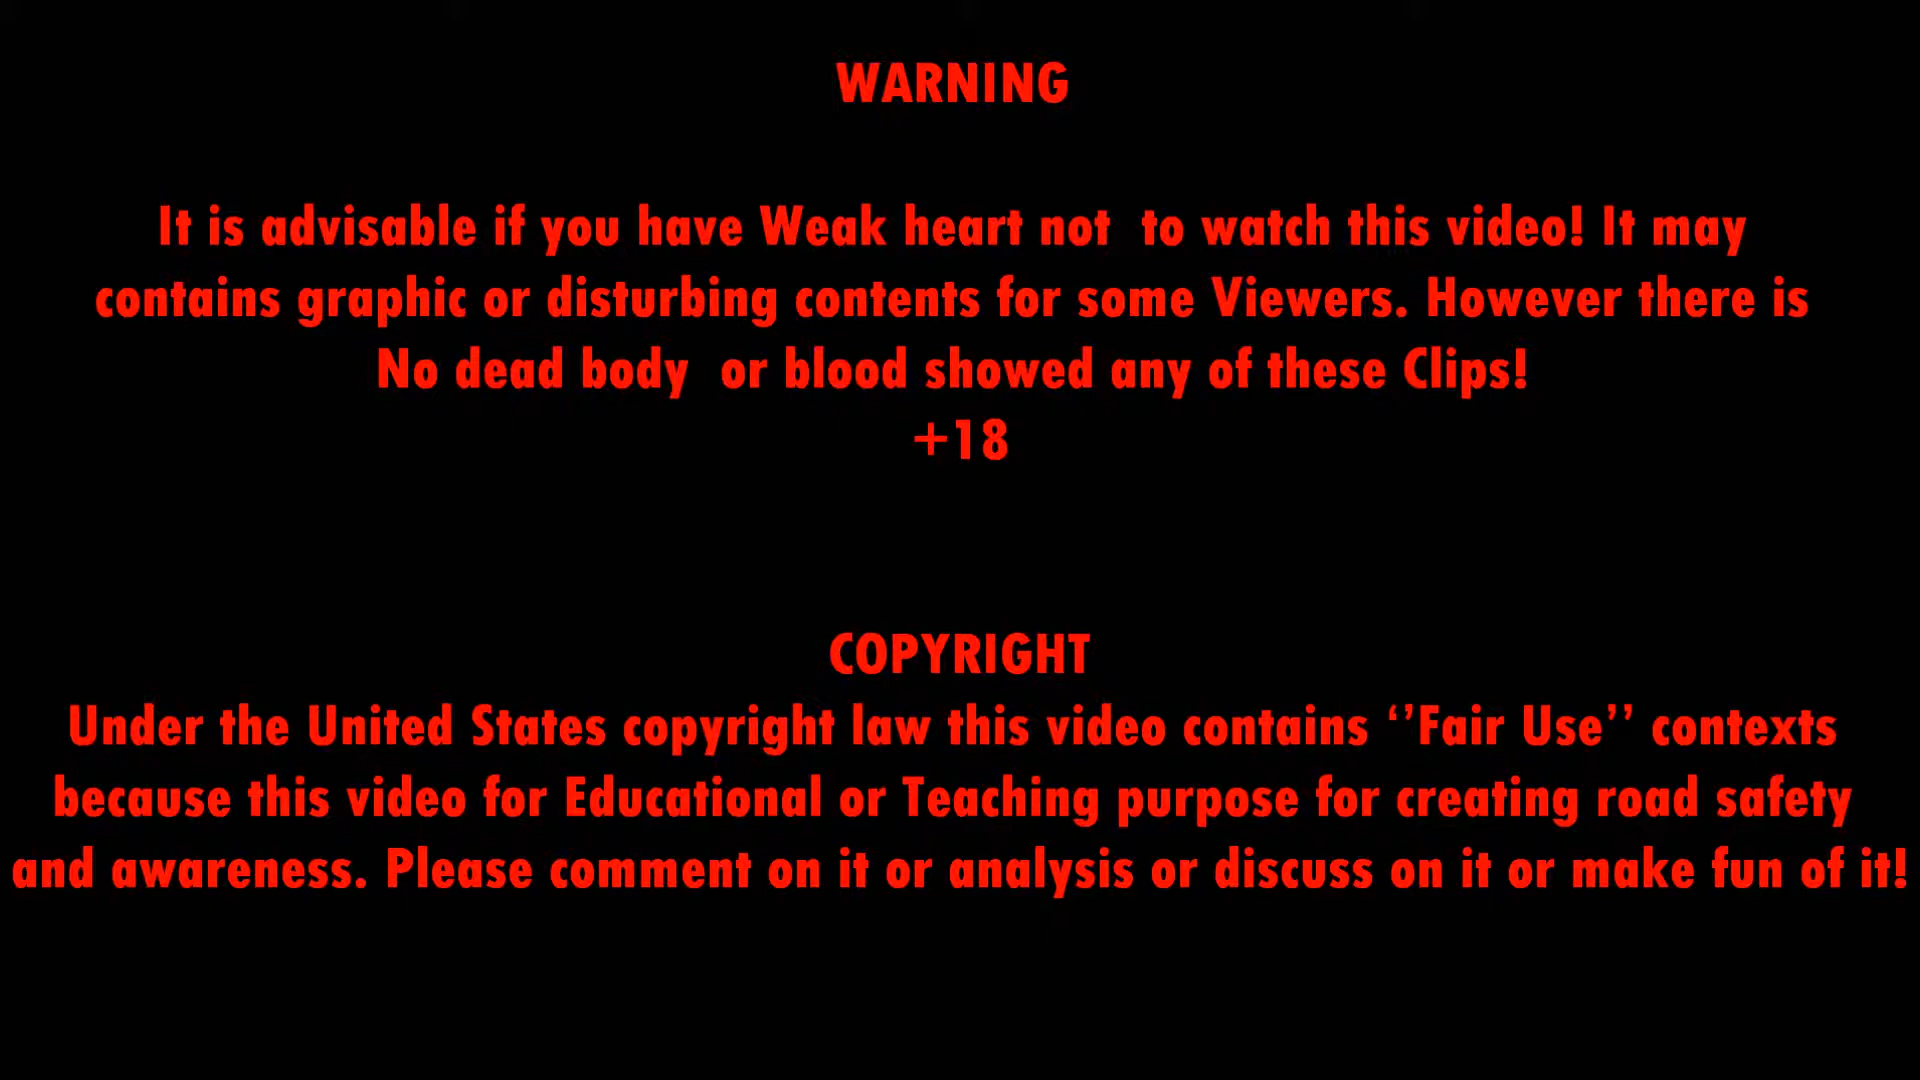 WARNING
It is advisable if you have Weak heart not  to watch this video! It may
contains graphic or disturbing contents for some Viewers. However there is
No dead body  or blood showed any of these Clips!
+18
COPYRIGHT
Under the United States copyright law this video contains ‘’Fair Use’’ contexts
because this video for Educational or Teaching purpose for creating road safety
and awareness. Please comment on it or analysis or discuss on it or make fun of it!